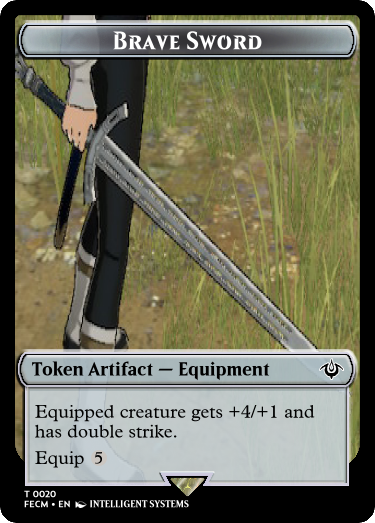 BRAVE SWORD
Token Artifact — Equipment
Equipped creature gets +4/+1 and
has double strike.
Equip 5
T 0020
FECM • EN INTELLIGENT SYSTEMS